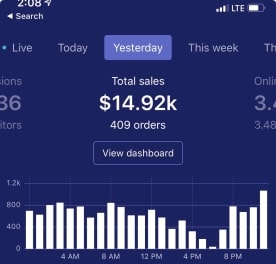 2:08
LTE
◀ Search
• Live Today Yesterday This week Th
sions Total sales Onli
36 $14.92k 3.
itors 409 orders 3.48
View dashboard
1.2k
800
400
0
4 AM 8 AM 12 PM 4 PM 8 PM